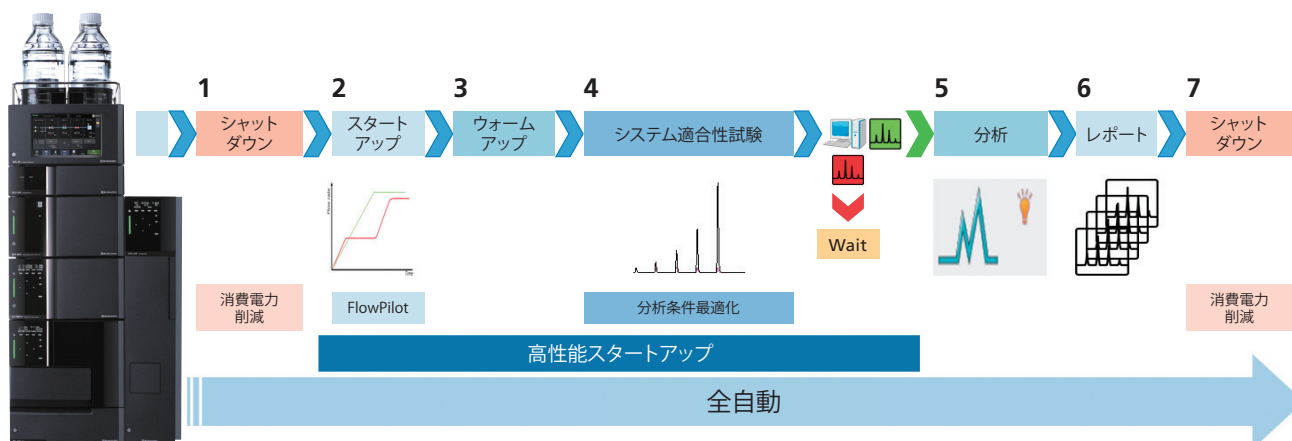 1
2
3
4
5
6
7
シャット
ダウン
スタート
アップ
ウォーム
アップ
システム適合性試験
分析
レポート
シャット
ダウン
Flow rate
Time
Wait
消費電力
削減
FlowPilot
分析条件最適化
消費電力
削減
高性能スタートアップ
全自動